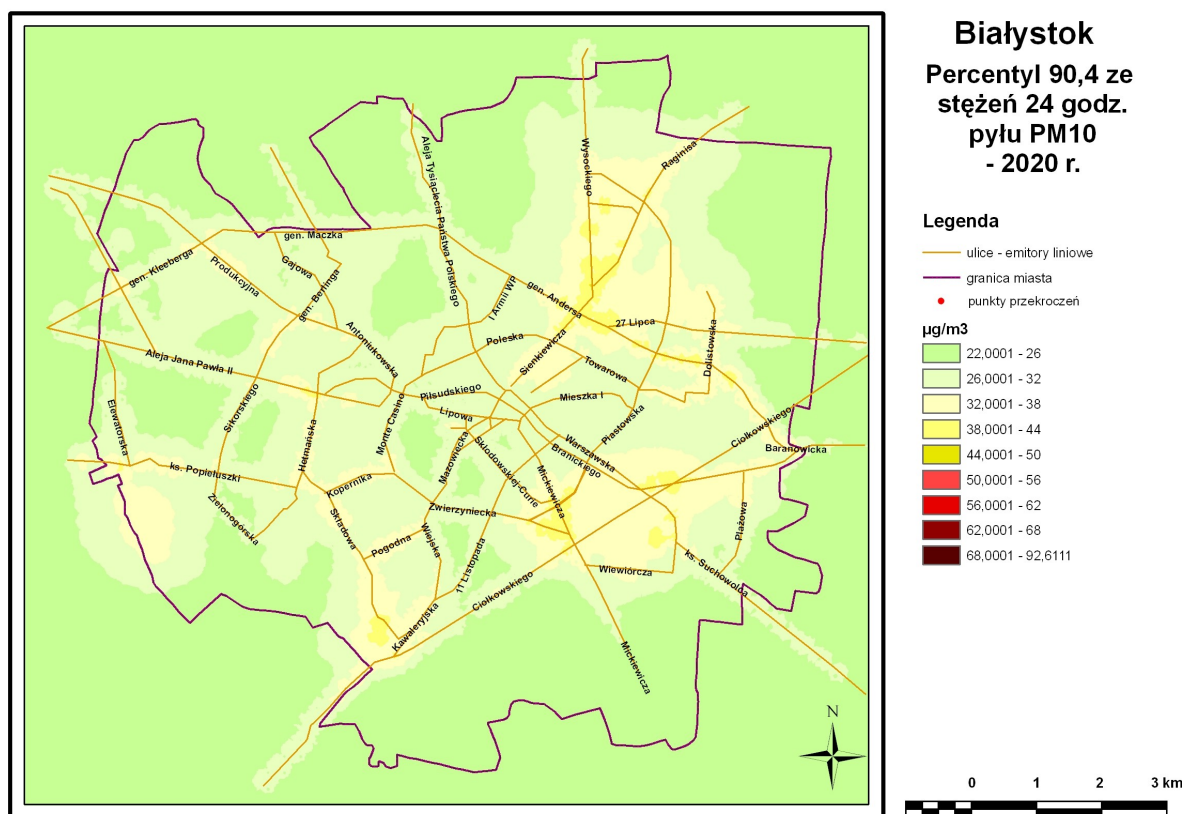 Białystok
Percentyl 90,4 ze
stężeń 24 godz.
pyłu PM10
- 2020 r.
Legenda
ulice - emitory liniowe
granica miasta
punkty przekroczeń
µg/m3
22,0001 - 26
26,0001 - 32
32,0001 - 38
38,0001 - 44
44,0001 - 50
50,0001 - 56
56,0001 - 62
62,0001 - 68
68,0001 - 92,6111
N
0 1 2 3 km
Wysockiego
Raginisa
Aleja Tysiąclecia Państwa Polskiego
gen. Maczka
gen. Kleeberga
Produkcyjna
Gajowa
gen. Berlinga
I Armii WP
gen. Andersa
27 Lipca
Antoniukowska
Poleska
Sienkiewicza
Dolistowska
Aleja Jana Pawła II
Towarowa
Piłsudskiego
Mieszka I
Elewatorska
Sikorskiego
Hetmańska
Monte Casino
Lipowa
Piastowska
Ciołkowskiego
Mazowiecka
Skłodowskiej-Curie
Warszawska
Branickiego
Baranowicka
ks. Popiełuszki
Kopernika
Mickiewicza
Zielonogórska
Składowa
Zwierzyniecka
Plażowa
Pogodna
Wiejska
11 Listopada
Ciołkowskiego
Wiewiórcza
ks. Suchowolca
Kawaleryjska
Mickiewicza